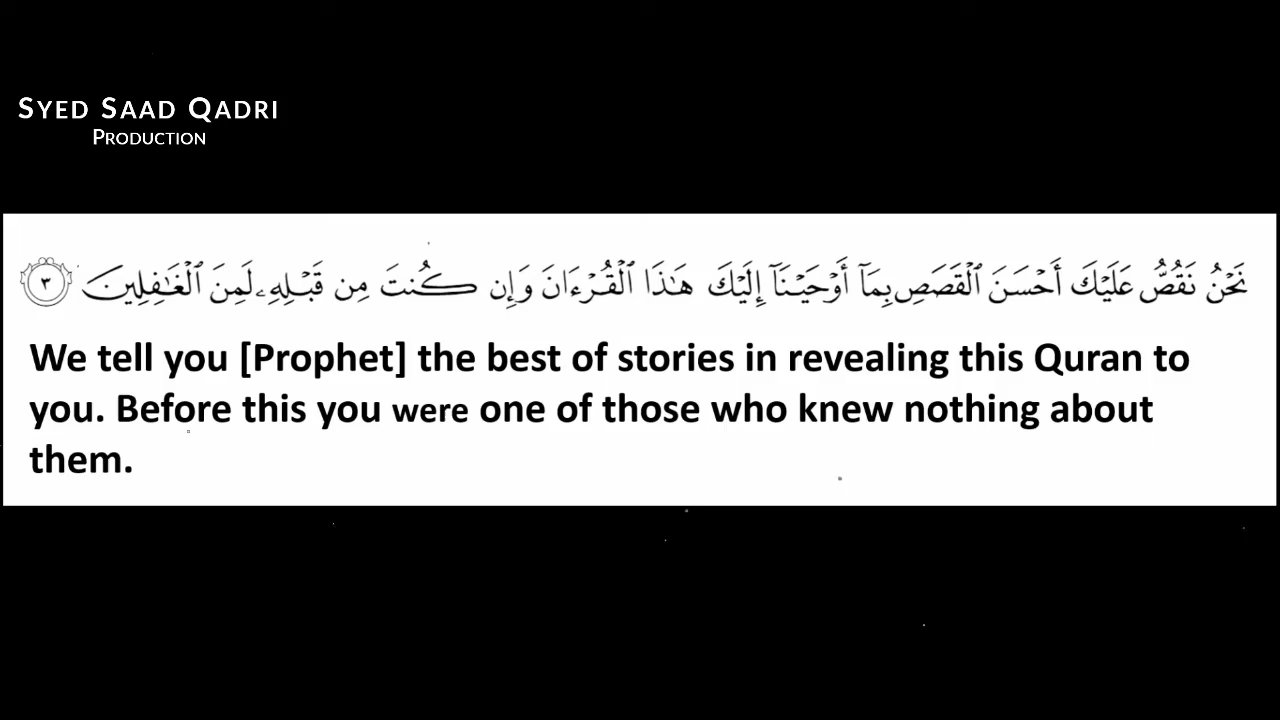 SYED SAAD QADRI
PRODUCTION
نَحْنُ نَقُصُّ عَلَيْكَ أَحْسَنَ ٱلْقَصَصِ بِمَآ أَوْحَيْنَآ إِلَيْكَ هَـٰذَا ٱلْقُرْءَانَ وَإِن كُنتَ مِن قَبْلِهِۦ لَمِنَ ٱلْغَـٰفِلِينَ ٣
We tell you [Prophet] the best of stories in revealing this Quran to
you. Before this you were one of those who knew nothing about
them.